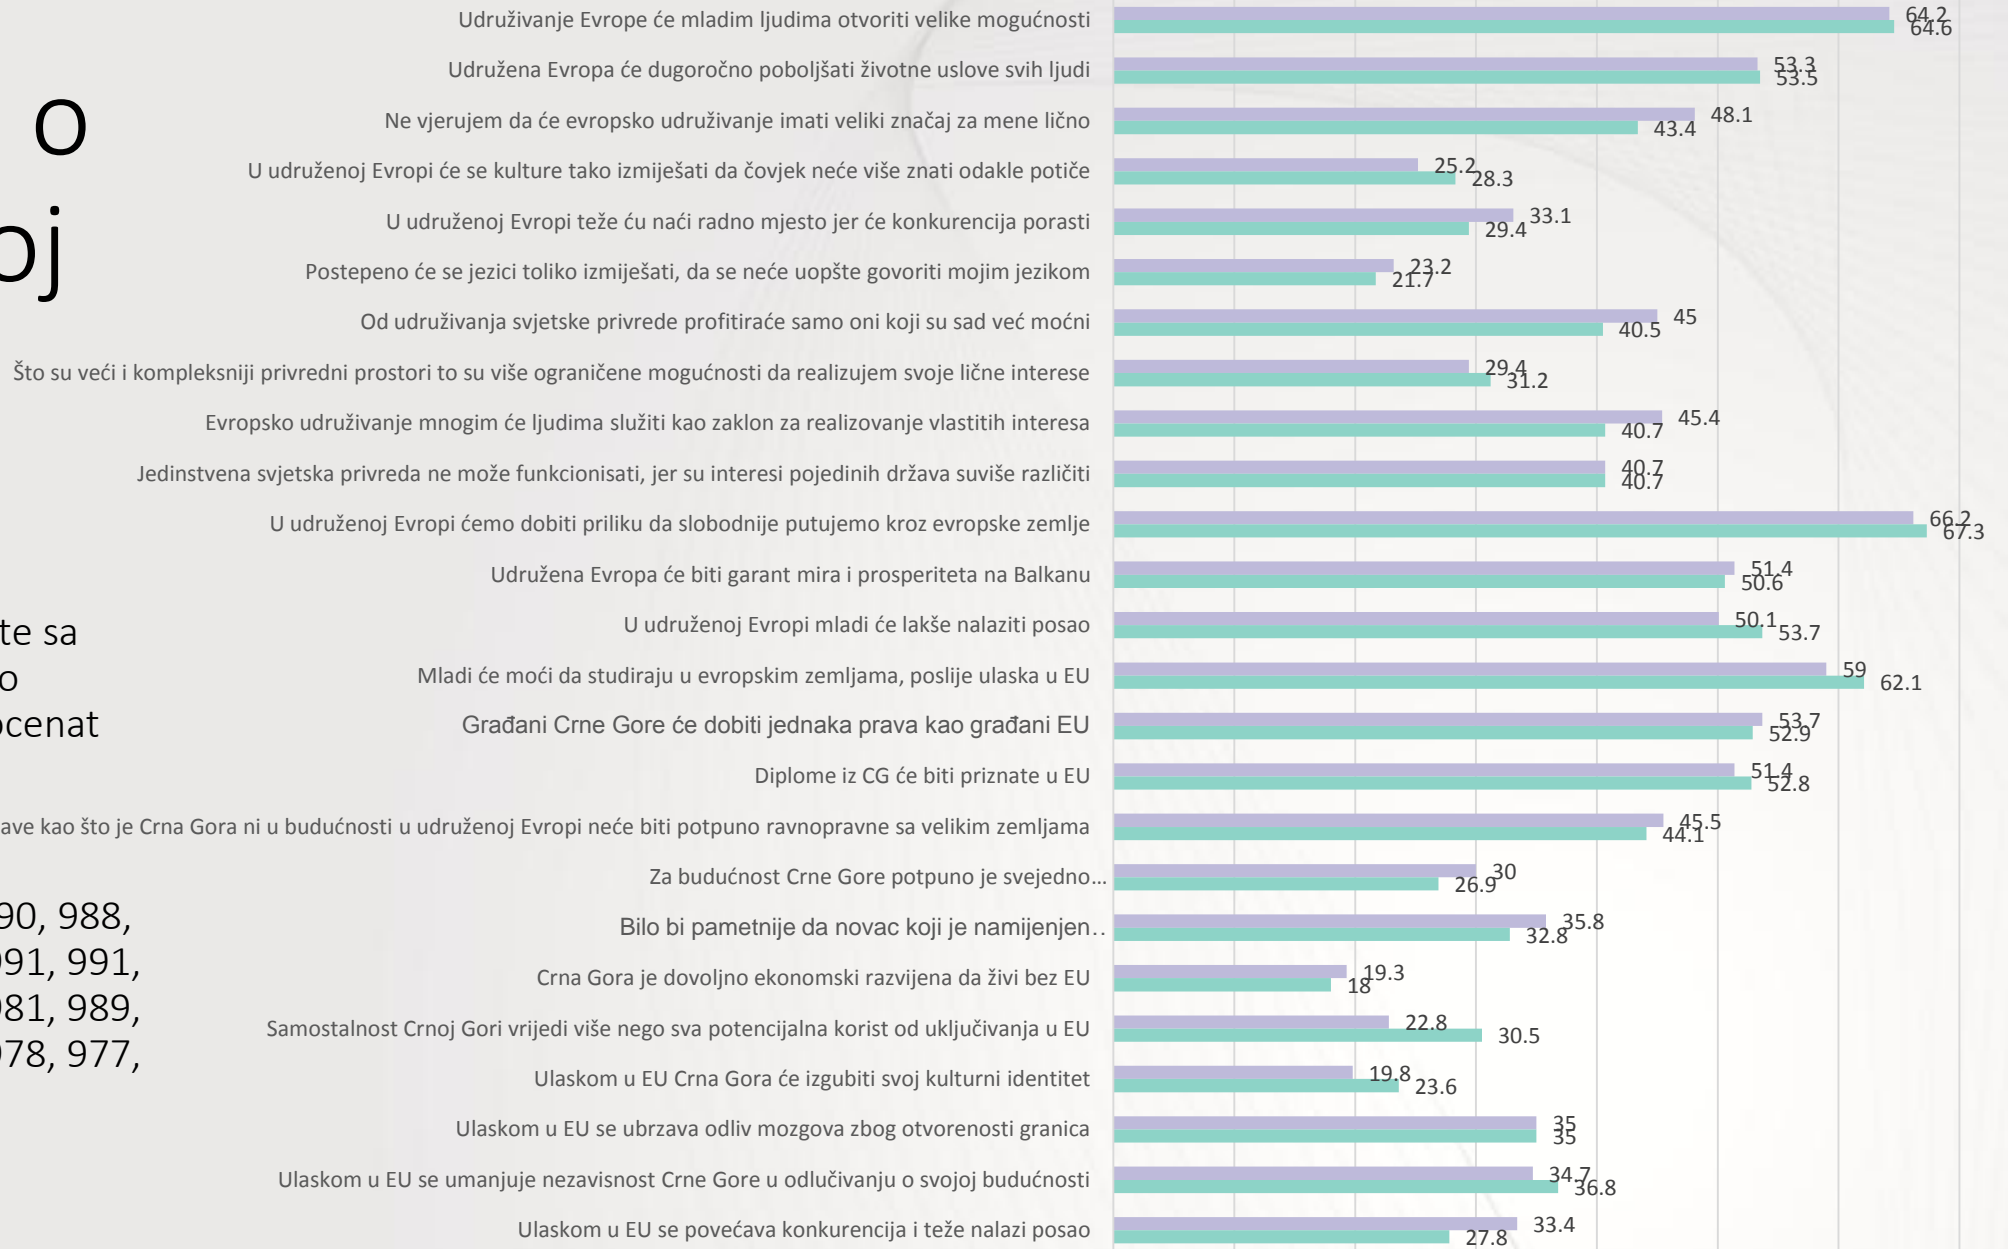 o
oj
te sa
o
ocenat
90, 988,
991, 991,
981, 989,
978, 977,
Udruživanje Evrope će mladim ljudima otvoriti velike mogućnosti
64.2
64.6
Udružena Evropa će dugoročno poboljšati životne uslove svih ljudi
53.3
53.5
Ne vjerujem da će evropsko udruživanje imati veliki značaj za mene lično
48.1
43.4
U udruženoj Evropi će se kulture tako izmiješati da čovjek neće više znati odakle potiče
25.2
28.3
U udruženoj Evropi teže ću naći radno mjesto jer će konkurencija porasti
33.1
29.4
Postepeno će se jezici toliko izmiješati, da se neće uopšte govoriti mojim jezikom
23.2
21.7
Od udruživanja svjetske privrede profitiraće samo oni koji su sad već moćni
45
40.5
Što su veći i kompleksniji privredni prostori to su više ograničene mogućnosti da realizujem svoje lične interese
29.4
31.2
Evropsko udruživanje mnogim će ljudima služiti kao zaklon za realizovanje vlastitih interesa
45.4
40.7
Jedinstvena svjetska privreda ne može funkcionisati, jer su interesi pojedinih država suviše različiti
40.7
40.7
U udruženoj Evropi ćemo dobiti priliku da slobodnije putujemo kroz evropske zemlje
66.2
67.3
Udružena Evropa će biti garant mira i prosperiteta na Balkanu
51.4
50.6
U udruženoj Evropi mladi će lakše nalaziti posao
50.1
53.7
Mladi će moći da studiraju u evropskim zemljama, poslije ulaska u EU
59
62.1
Građani Crne Gore će dobiti jednaka prava kao građani EU
53.7
52.9
Diplome iz CG će biti priznate u EU
51.4
52.8
ave kao što je Crna Gora ni u budućnosti u udruženoj Evropi neće biti potpuno ravnopravne sa velikim zemljama
45.5
44.1
Za budućnost Crne Gore potpuno je svejedno...
30
26.9
Bilo bi pametnije da novac koji je namijenjen..
35.8
32.8
Crna Gora je dovoljno ekonomski razvijena da živi bez EU
19.3
18
Samostalnost Crnoj Gori vrijedi više nego sva potencijalna korist od uključivanja u EU
22.8
30.5
Ulaskom u EU Crna Gora će izgubiti svoj kulturni identitet
19.8
23.6
Ulaskom u EU se ubrzava odliv mozgova zbog otvorenosti granica
35
35
Ulaskom u EU se umanjuje nezavisnost Crne Gore u odlučivanju o svojoj budućnosti
34.7
36.8
Ulaskom u EU se povećava konkurencija i teže nalazi posao
33.4
27.8